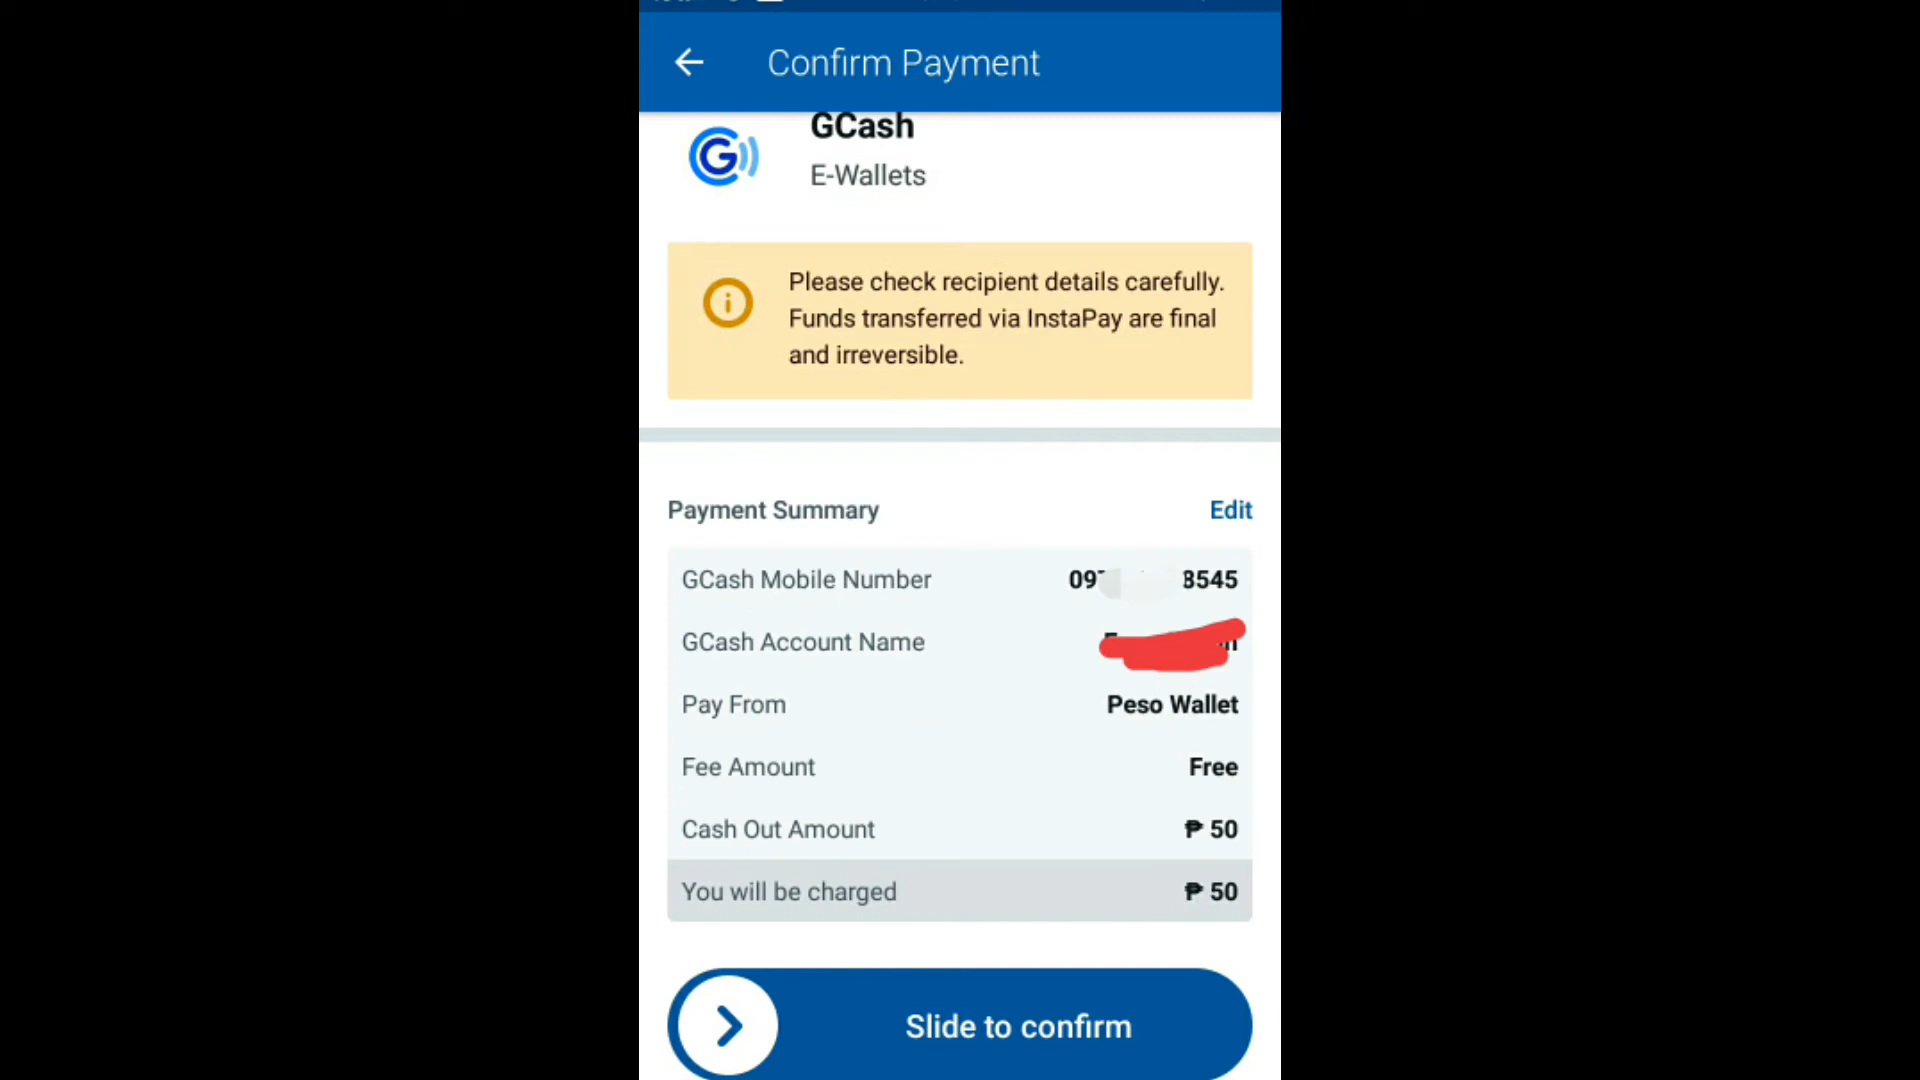 Confirm Payment
GCash
E-Wallets
Please check recipient details carefully.
Funds transferred via InstaPay are final
and irreversible.
Payment Summary Edit
GCash Mobile Number 09 8545
GCash Account Name
Pay From Peso Wallet
Fee Amount Free
Cash Out Amount ₱ 50
You will be charged ₱ 50
Slide to confirm